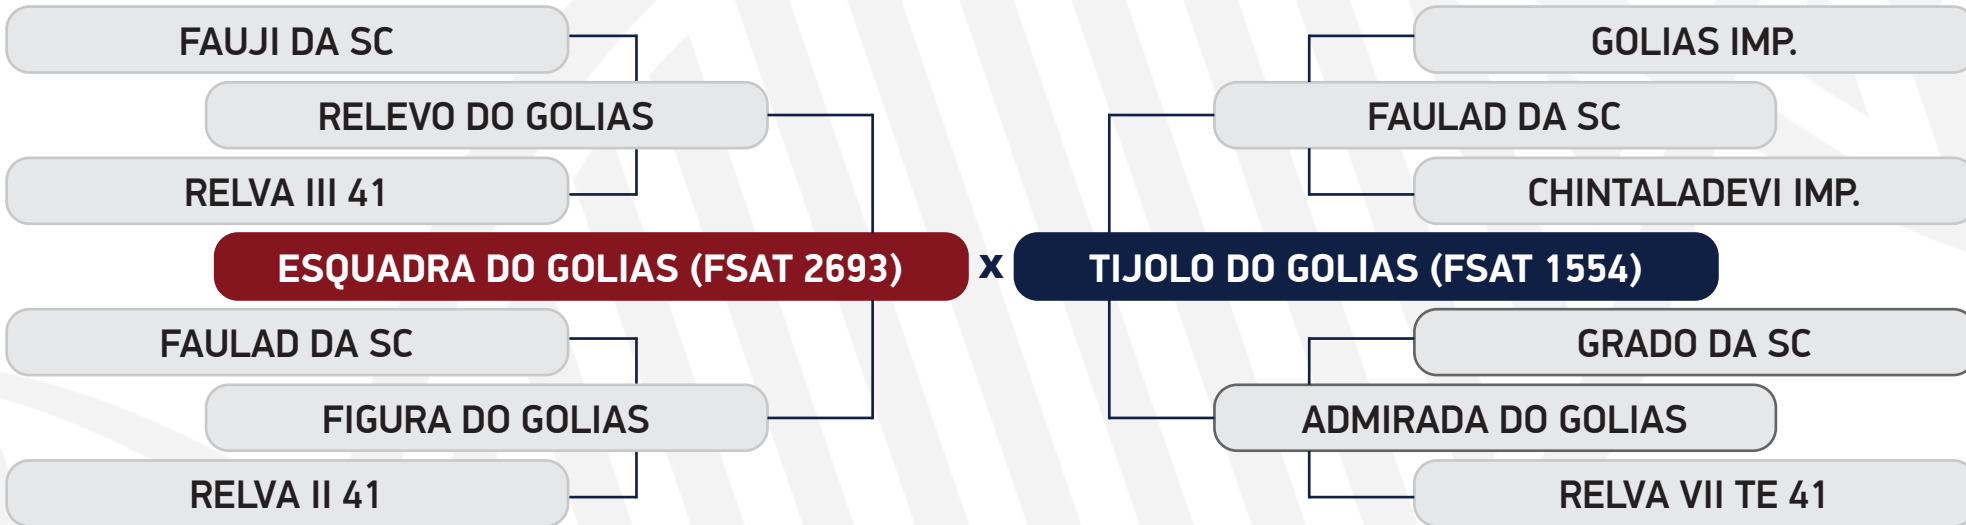 FAUJI DA SC
RELEVO DO GOLIAS
RELVA III 41
ESQUADRA DO GOLIAS (FSAT 2693)
FAULAD DA SC
FIGURA DO GOLIAS
RELVA II 41
x
GOLIAS IMP.
FAULAD DA SC
CHINTALADEVI IMP.
TIJOLO DO GOLIAS (FSAT 1554)
GRADO DA SC
ADMIRADA DO GOLIAS
RELVA VII TE 41